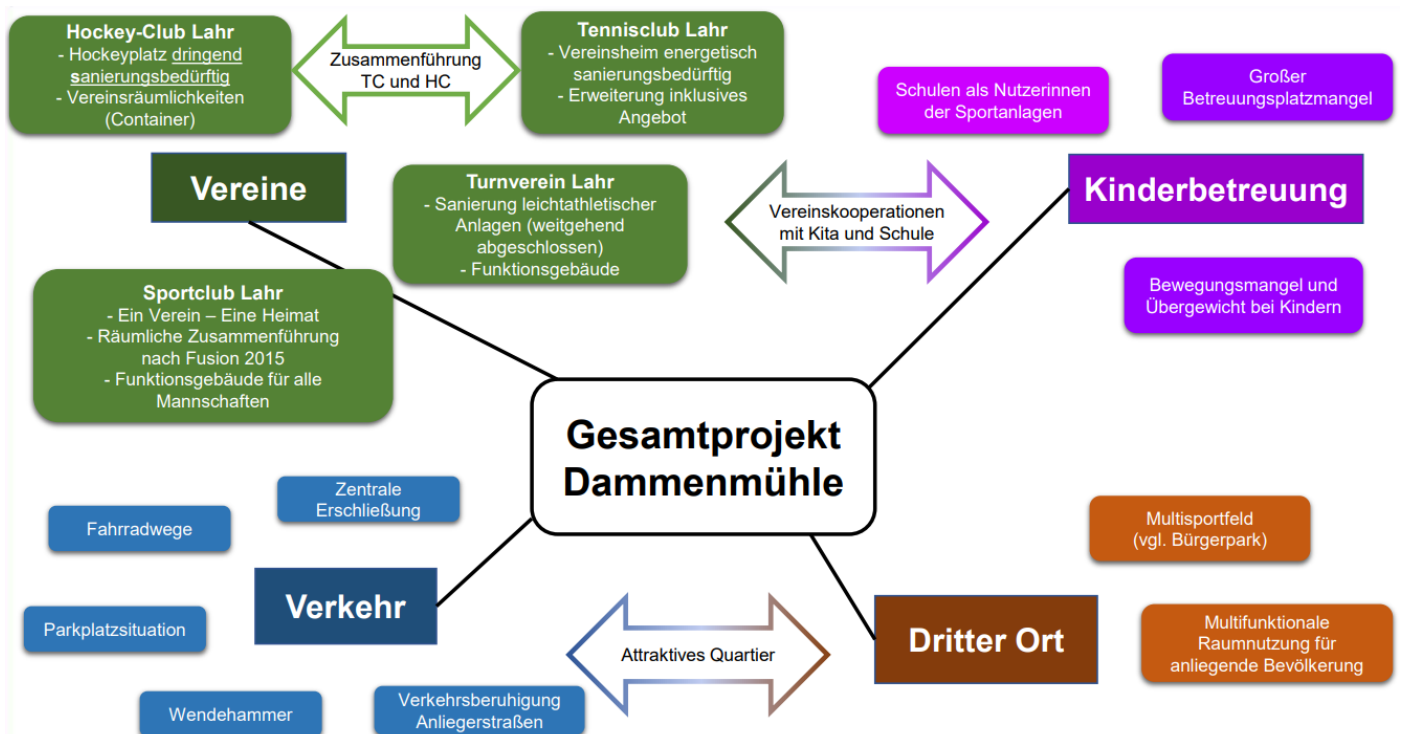 Hockey-Club Lahr
- Hockeyplatz dringend
sanierungsbedürftig
- Vereinsräumlichkeiten
(Container)
Zusammenführung
TC und HC
Tennisclub Lahr
- Vereinsheim energetisch
sanierungsbedürftig
- Erweiterung inklusives
Angebot
Schulen als Nutzerinnen
der Sportanlagen
Großer
Betreuungsplatzmangel
Vereine
Turnverein Lahr
- Sanierung leichtathletischer
Anlagen (weitgehend
abgeschlossen)
- Funktionsgebäude
Vereinskooperationen
mit Kita und Schule
Kinderbetreuung
Bewegungsmangel und
Übergewicht bei Kindern
Sportclub Lahr
- Ein Verein – Eine Heimat
- Räumliche Zusammenführung
nach Fusion 2015
- Funktionsgebäude für alle
Mannschaften
Gesamtprojekt
Dammenmühle
Zentrale
Erschließung
Fahrradwege
Verkehr
Parkplatzsituation
Wendehammer
Verkehrsberuhigung
Anliegerstraßen
Attraktives Quartier
Dritter Ort
Multisportfeld
(vgl. Bürgerpark)
Multifunktionale
Raumnutzung für
anliegende Bevölkerung